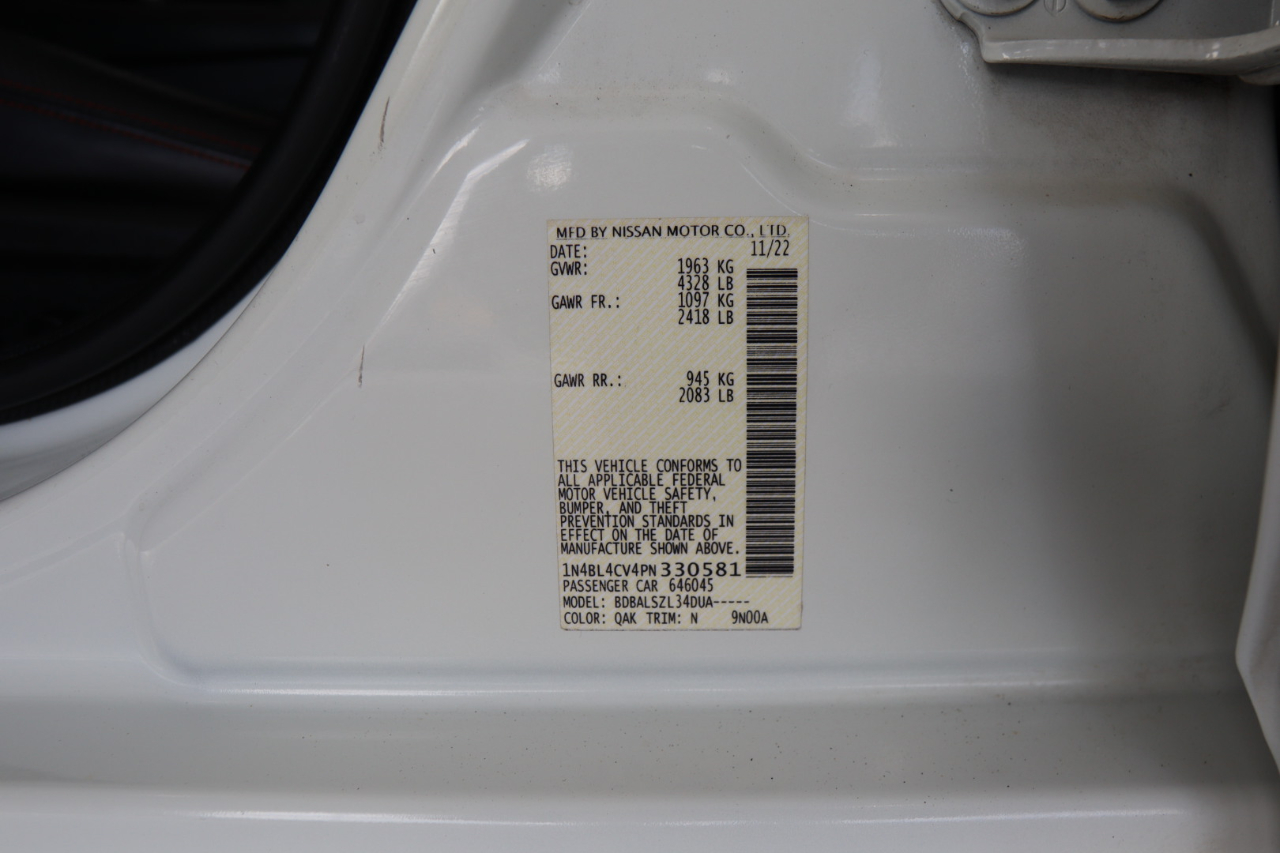 MFD BY NISSAN MOTOR CO., LTD.
DATE: 11/22
GVWR: 1963 KG
4328 LB
GAWR FR.: 1097 KG
2418 LB
GAWR RR.: 945 KG
2083 LB
THIS VEHICLE CONFORMS TO
ALL APPLICABLE FEDERAL
MOTOR VEHICLE SAFETY,
BUMPER, AND THEFT
PREVENTION STANDARDS IN
EFFECT ON THE DATE OF
MANUFACTURE SHOWN ABOVE.
1N4BL4CV4PN330581
PASSENGER CAR 646045
MODEL: BDBALSZL34DUA-----
COLOR: QAK TRIM: N 9N00A